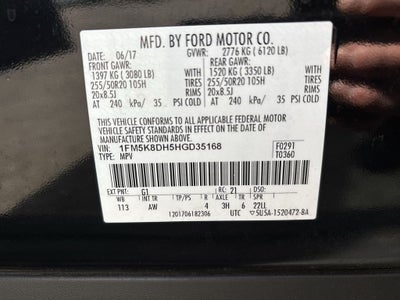 MFD. BY FORD MOTOR CO.
DATE: 06/17 GVWR: 2776 KG ( 6120 LB)
FRONT GAWR: REAR GAWR:
1397 KG ( 3080 LB) 1520 KG ( 3350 LB)
255/50R20 105H TIRES 255/50R20 105H TIRES
20x8.5J RIMS 20x8.5J RIMS
AT 240 kPa/ 35 PSI COLD AT 240 kPa/ 35 PSI COLD
THIS VEHICLE CONFORMS TO ALL APPLICABLE FEDERAL MOTOR
VEHICLE SAFETY AND THEFT PREVENTION STANDARDS IN EFFECT ON THE DATE OF
MANUFACTURE SHOWN ABOVE.
VIN: 1FM5K8DH5HGD35168 F0291
TYPE: MPV T0360
EXT PNT: G1 RC: 21 DSO:
WB INT TR TP/PS R AXLE TR SPR
113 AW 4 3H 6 22LL
1201706182306 UTC 5U5A-1520472-BA